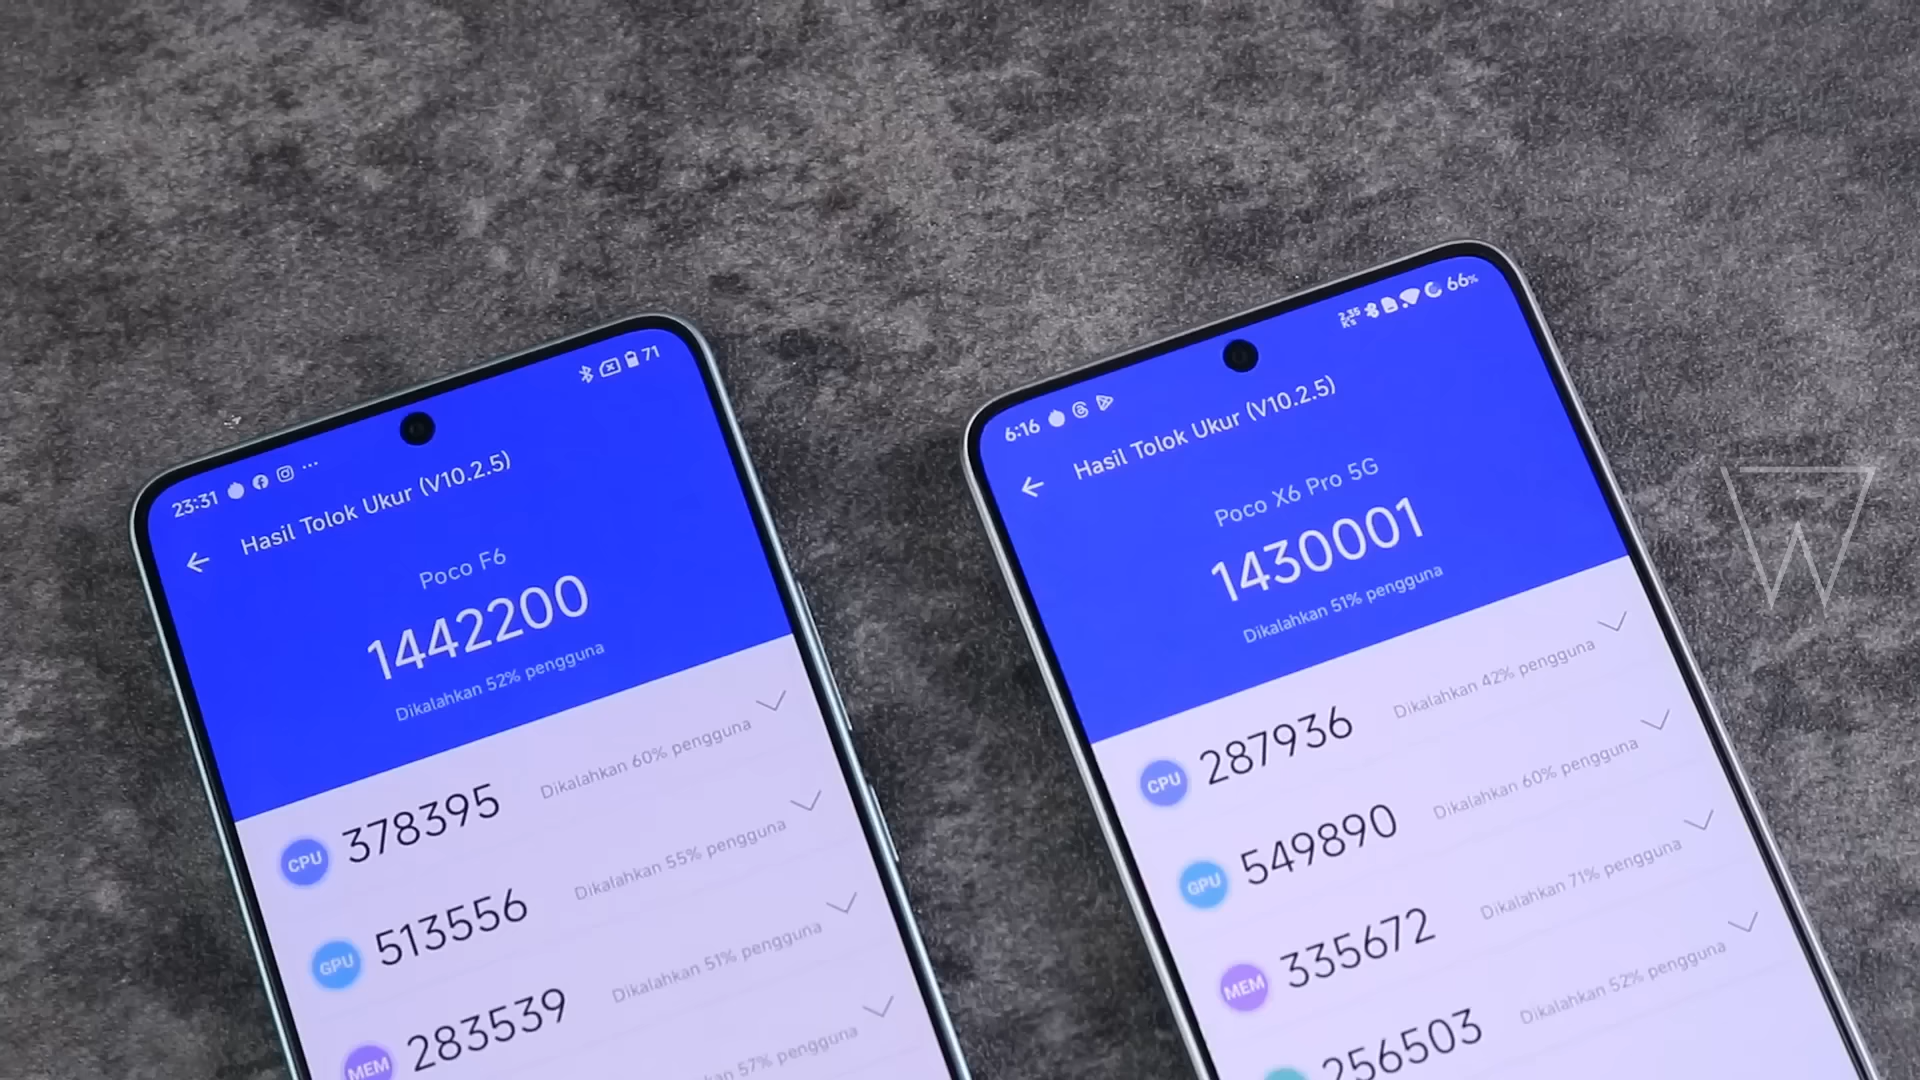 23:31
71
Hasil Tolok Ukur (V10.2.5)
Poco F6
1442200
Dikalahkan 52% pengguna
CPU 378395 Dikalahkan 60% pengguna
GPU 513556 Dikalahkan 55% pengguna
MEM 283539 Dikalahkan 51% pengguna
57% pengguna
6:16
2,35 K/s
66%
Hasil Tolok Ukur (V10.2.5)
Poco X6 Pro 5G
1430001
Dikalahkan 51% pengguna
CPU 287936 Dikalahkan 42% pengguna
GPU 549890 Dikalahkan 60% pengguna
MEM 335672 Dikalahkan 71% pengguna
256503 Dikalahkan 52% pengguna
W